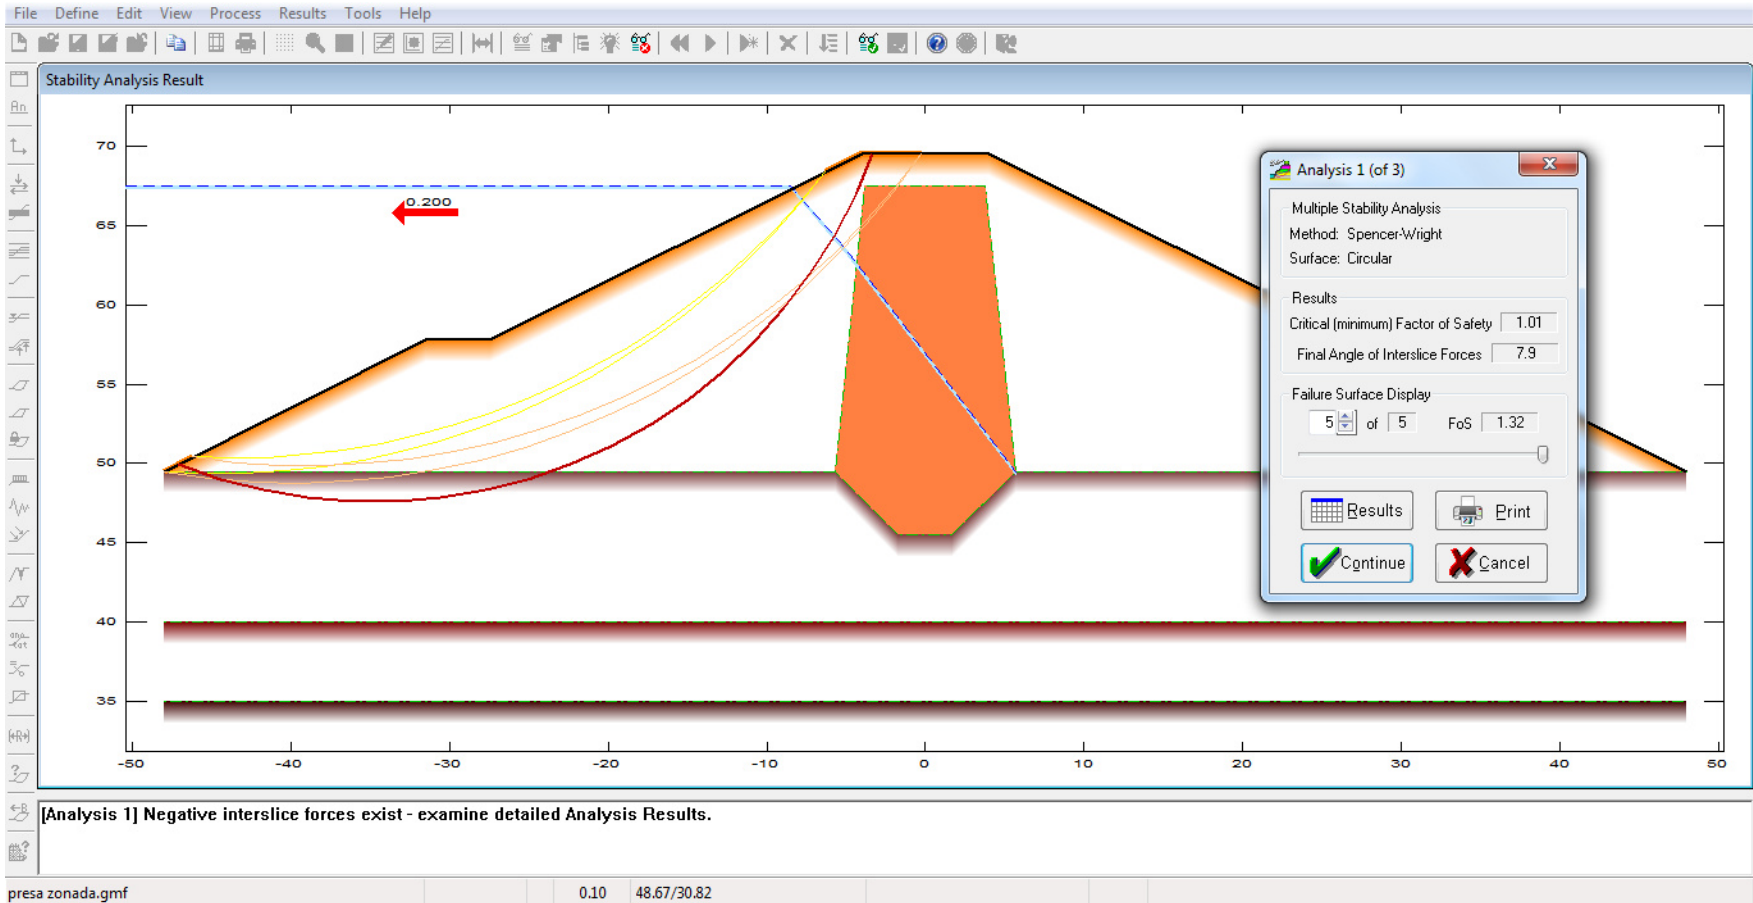 File Define Edit View Process Results Tools Help
Stability Analysis Result
An
70
65
60
55
50
45
40
35
0.200
-50 -40 -30 -20 -10 0 10 20 30 40 50
Analysis 1 (of 3)
Multiple Stability Analysis
Method: Spencer-Wright
Surface: Circular
Results
Critical (minimum) Factor of Safety 1.01
Final Angle of Interslice Forces 7.9
Failure Surface Display
5 of 5 FoS 1.32
Results Print
Continue Cancel
[Analysis 1] Negative interslice forces exist - examine detailed Analysis Results.
presa zonada.gmf 0.10 48.67/30.82